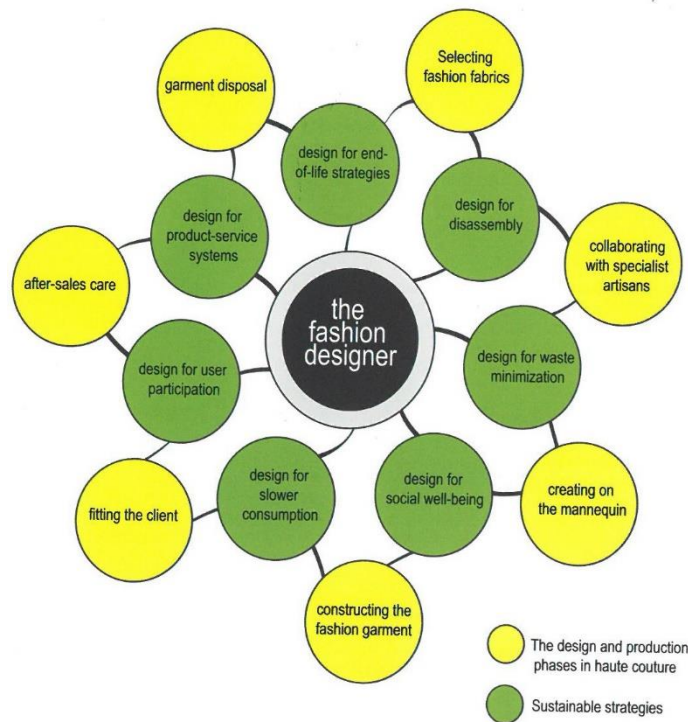 Selecting
fashion fabrics
garment disposal
design for end-
of-life strategies
design for
disassembly
design for
product-service
systems
collaborating
with specialist
artisans
after-sales care
the
fashion
designer
design for user
participation
design for waste
minimization
design for
slower
consumption
design for
social well-being
fitting the client
creating on
the mannequin
constructing the
fashion garment
The design and production
phases in haute couture
Sustainable strategies